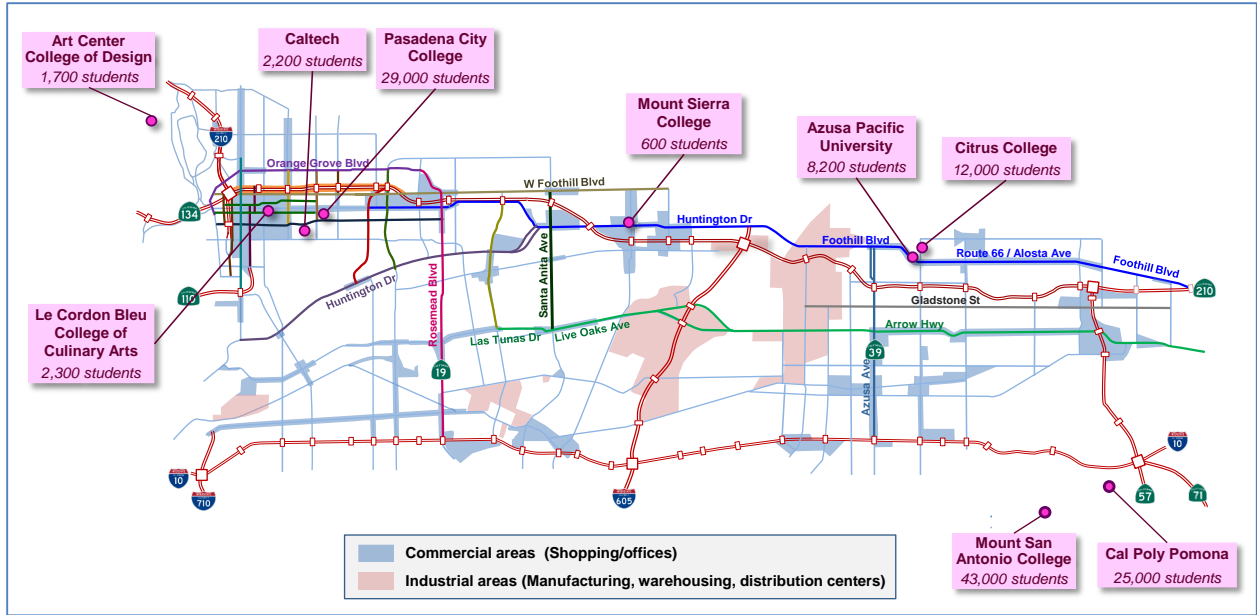 Art Center
College of Design
1,700 students
Caltech
2,200 students
Pasadena City
College
29,000 students
Mount Sierra
College
600 students
Azusa Pacific
University
8,200 students
Citrus College
12,000 students
210
Orange Grove Blvd
W Foothill Blvd
134
Huntington Dr
Foothill Blvd
Route 66 / Alosta Ave
Foothill Blvd
Santa Anita Ave
Huntington Dr
Rosemead Blvd
110
210
Gladstone St
Le Cordon Bleu
College of
Culinary Arts
2,300 students
Las Tunas Dr
Live Oaks Ave
Arrow Hwy
19
39
Azusa Ave
10
710
605
10
57
71
Mount San
Antonio College
43,000 students
Cal Poly Pomona
25,000 students
Commercial areas (Shopping/offices)
Industrial areas (Manufacturing, warehousing, distribution centers)